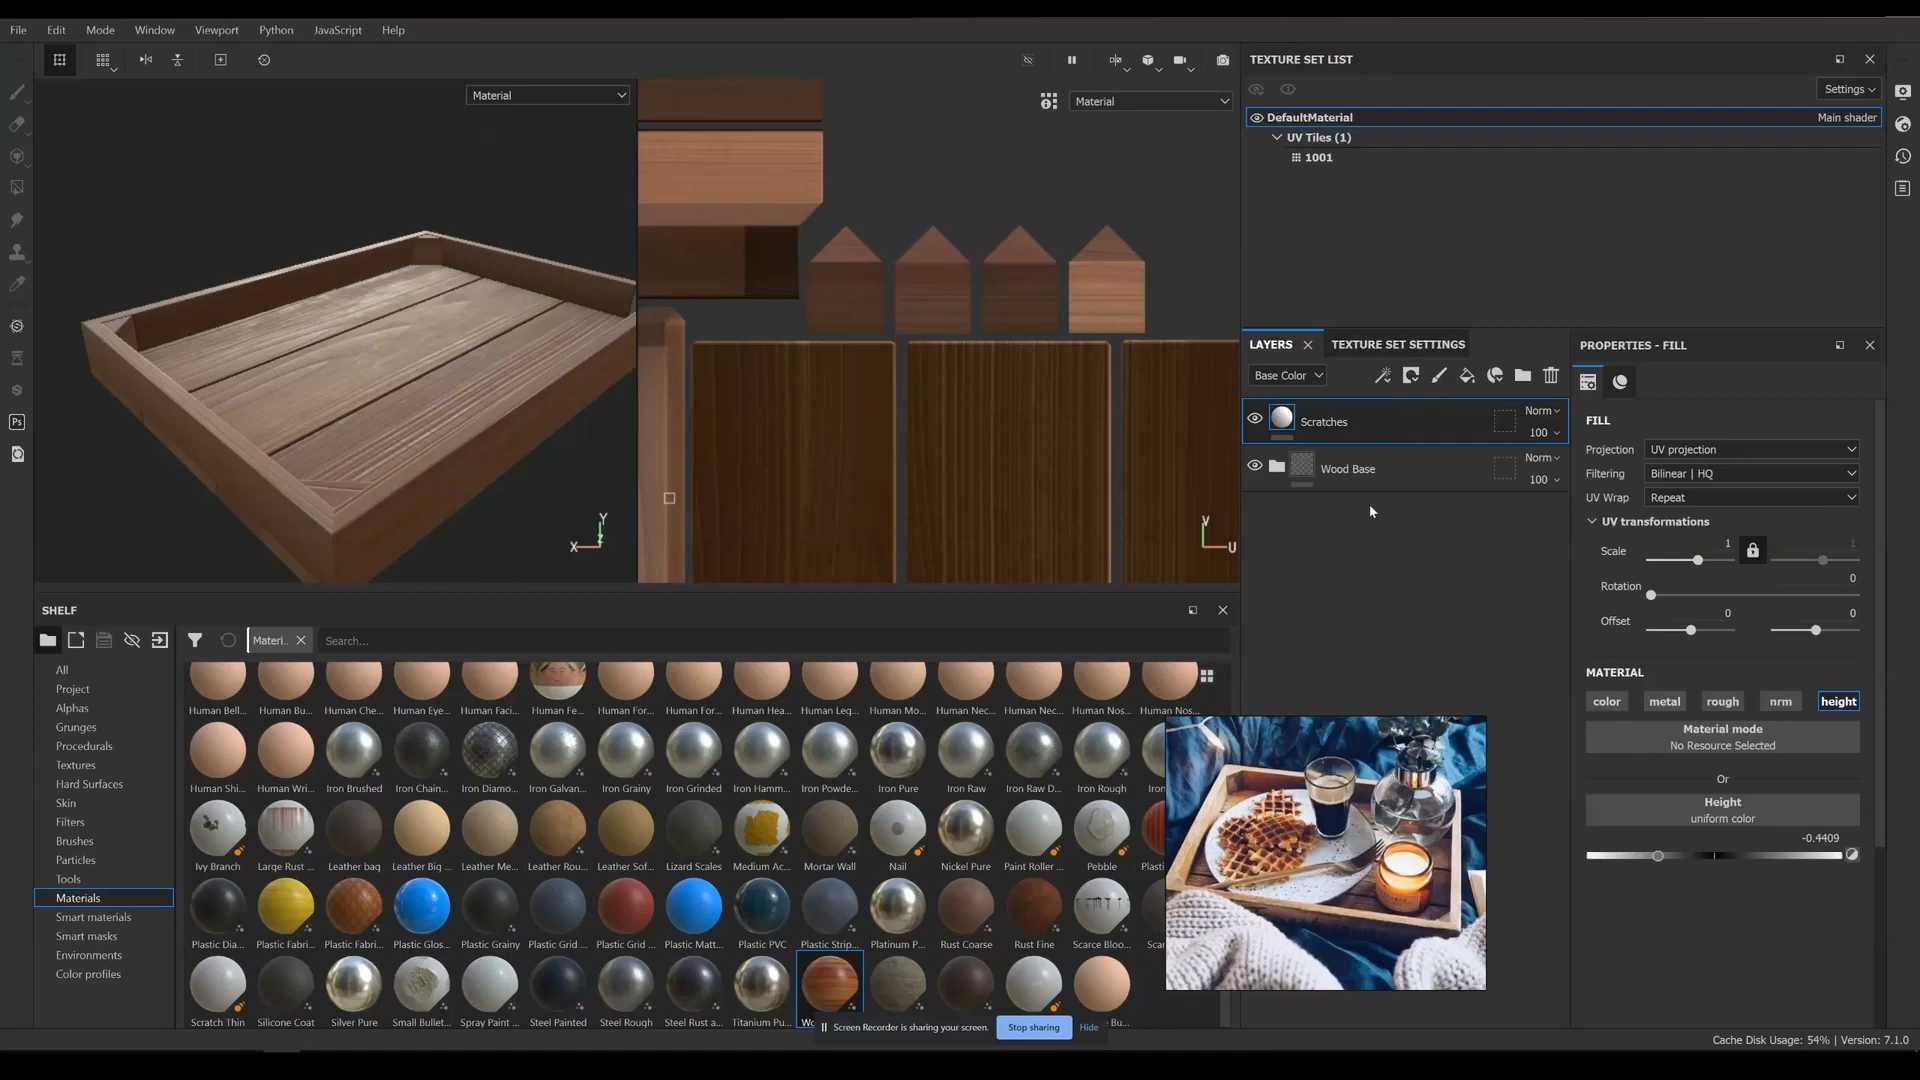 File Edit Mode Window Viewport Python JavaScript Help
Material
Material
TEXTURE SET LIST
Settings
DefaultMaterial Main shader
UV Tiles (1)
1001
LAYERS TEXTURE SET SETTINGS
Base Color
Scratches Norm 100
Wood Base Norm 100
PROPERTIES - FILL
FILL
Projection UV projection
Filtering Bilinear | HQ
UV Wrap Repeat
UV transformations
Scale 1 1
Rotation 0
Offset 0 0
MATERIAL
color metal rough nrm height
Material mode
No Resource Selected
Or
Height
uniform color
-0.4409
Y
X Z
V
U
Ps
SHELF
Materi.. Search...
All
Project
Alphas
Grunges
Procedurals
Textures
Hard Surfaces
Skin
Filters
Brushes
Particles
Tools
Materials
Smart materials
Smart masks
Environments
Color profiles
Human Bell... Human Bu... Human Che... Human Eye... Human Faci... Human Fe... Human For... Human For... Human Hea... Human Leg... Human Mo... Human Nec... Human Nec... Human Nos... Human Nos...
Human Shi... Human Wri... Iron Brushed Iron Chain... Iron Diamo... Iron Galvan... Iron Grainy Iron Grinded Iron Hamm... Iron Powde... Iron Pure Iron Raw Iron Raw D... Iron Rough
Ivy Branch Large Rust ... Leather bag Leather Big ... Leather Me... Leather Rou... Leather Sof... Lizard Scales Medium Ac... Mortar Wall Nail Nickel Pure Paint Roller ... Pebble
Plastic Dia... Plastic Fabri... Plastic Fabri... Plastic Glos... Plastic Grainy Plastic Grid ... Plastic Grid ... Plastic Matt... Plastic PVC Plastic Strip... Platinum P... Rust Coarse Rust Fine Scarce Bloo...
Scratch Thin Silicone Coat Silver Pure Small Bullet... Spray Paint ... Steel Painted Steel Rough Steel Rust a... Titanium Pu...
Screen Recorder is sharing your screen. Stop sharing Hide
Cache Disk Usage: 54% | Version: 7.1.0